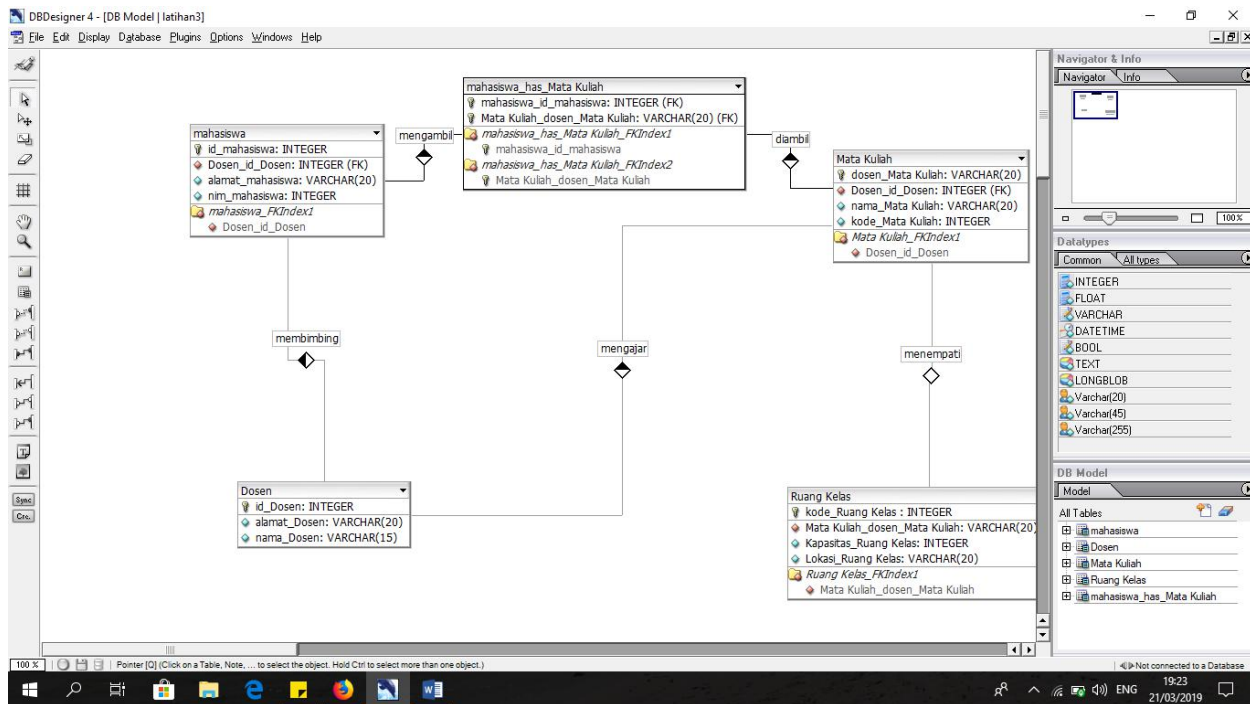 DBDesigner 4 - [DB Model | latihan3]
File Edit Display Database Plugins Options Windows Help
mahasiswa_has_Mata Kuliah
mahasiswa_id_mahasiswa: INTEGER (FK)
Mata Kuliah_dosen_Mata Kuliah: VARCHAR(20) (FK)
mahasiswa_has_Mata Kuliah_FKIndex1
mahasiswa_id_mahasiswa
mahasiswa_has_Mata Kuliah_FKIndex2
Mata Kuliah_dosen_Mata Kuliah
mahasiswa
id_mahasiswa: INTEGER
Dosen_id_Dosen: INTEGER (FK)
alamat_mahasiswa: VARCHAR(20)
nim_mahasiswa: INTEGER
mahasiswa_FKIndex1
Dosen_id_Dosen
mengambil
diambil
Mata Kuliah
dosen_Mata Kuliah: VARCHAR(20)
Dosen_id_Dosen: INTEGER (FK)
nama_Mata Kuliah: VARCHAR(20)
kode_Mata Kuliah: INTEGER
Mata Kuliah_FKIndex1
Dosen_id_Dosen
membimbing
mengajar
menempati
Dosen
id_Dosen: INTEGER
alamat_Dosen: VARCHAR(20)
nama_Dosen: VARCHAR(15)
Ruang Kelas
kode_Ruang Kelas : INTEGER
Mata Kuliah_dosen_Mata Kuliah: VARCHAR(20)
Kapasitas_Ruang Kelas: INTEGER
Lokasi_Ruang Kelas: VARCHAR(20)
Ruang Kelas_FKIndex1
Mata Kuliah_dosen_Mata Kuliah
Navigator & Info
Navigator Info
100%
Datatypes
Common All types
INTEGER
FLOAT
VARCHAR
DATETIME
BOOL
TEXT
LONGBLOB
Varchar(20)
Varchar(45)
Varchar(255)
DB Model
Model
All Tables
mahasiswa
Dosen
Mata Kuliah
Ruang Kelas
mahasiswa_has_Mata Kuliah
Sync
Cre.
100 %
Pointer [Q] (Click on a Table, Note, ... to select the object. Hold Ctrl to select more than one object.)
Not connected to a Database
ENG
19:23
21/03/2019